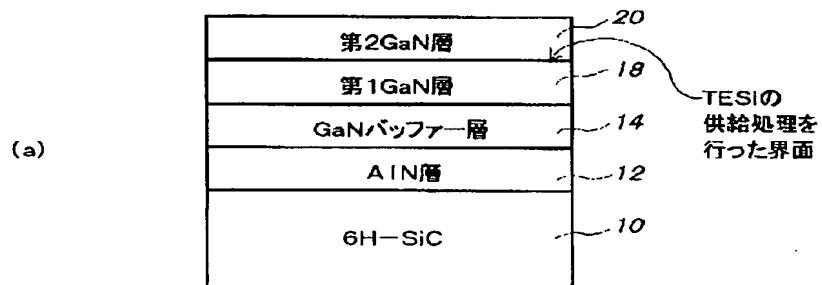 (a)
第2GaN層
20
第1GaN層
18
GaNバッファー層
14
AlN層
12
6H-SiC
10
TESiの
供給処理を
行った界面